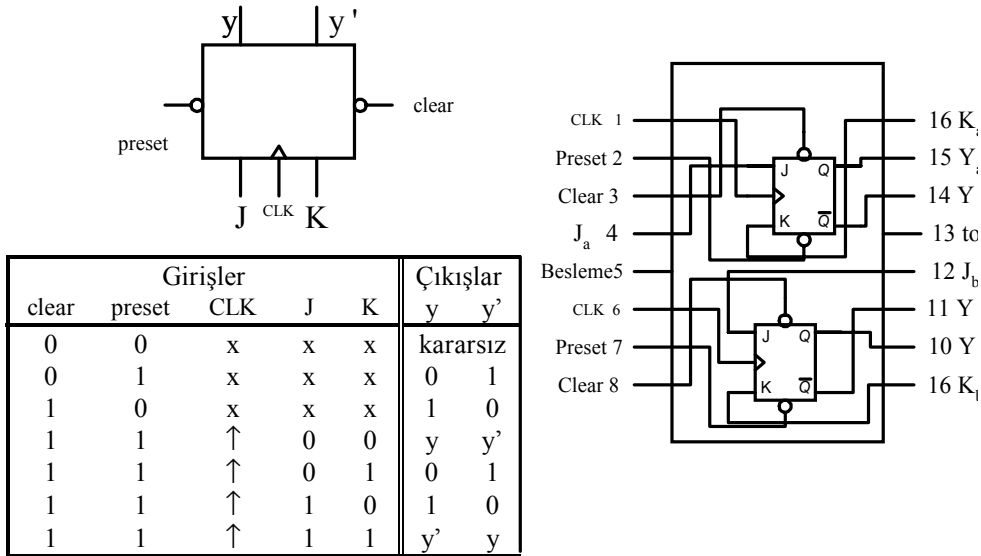 y y '
preset
clear
J CLK K
Girişler Çıkışlar
clear preset CLK J K y y'
0 0 x x x kararsız
0 1 x x x 0 1
1 0 x x x 1 0
1 1 ↑ 0 0 y y’
1 1 ↑ 0 1 0 1
1 1 ↑ 1 0 1 0
1 1 ↑ 1 1 y’ y
CLK 1
Preset 2
Clear 3
J a 4
Besleme5
CLK 6
Preset 7
Clear 8
J Q
K Q
J Q
K Q
16 K
15 Y
14 Y
13 to
12 J b
11 Y
10 Y
16 K